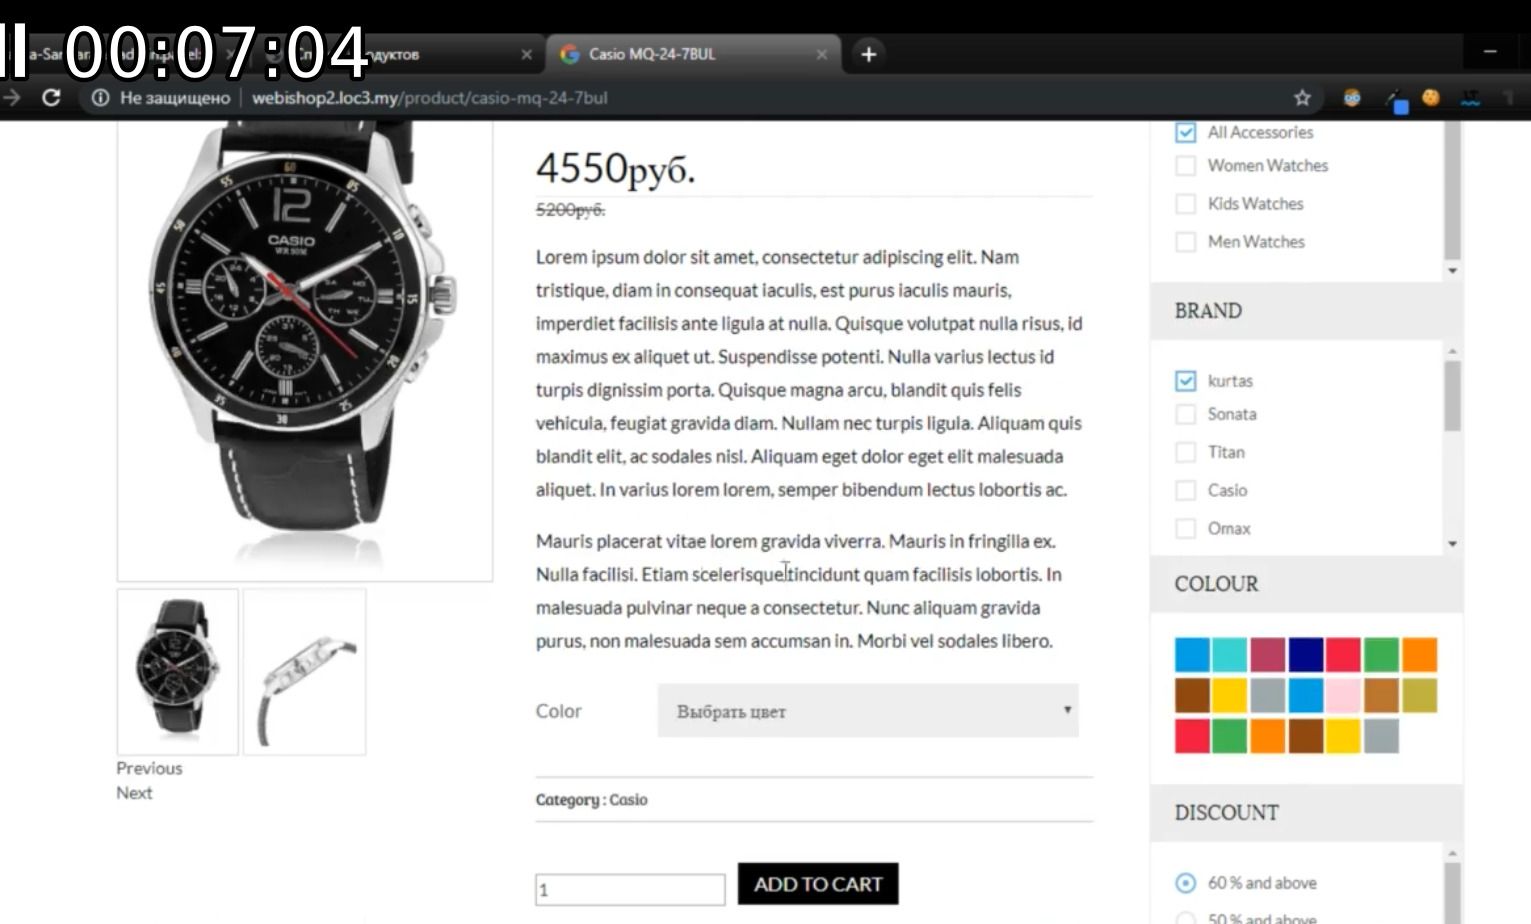 00:07:04
одуктов
Casio MQ-24-7BUL
Не защищено
webishop2.loc3.my/product/casio-mq-24-7bul
12
CASIO
WR 50M
4550руб.
5200руб.
Lorem ipsum dolor sit amet, consectetur adipiscing elit. Nam
tristique, diam in consequat iaculis, est purus iaculis mauris,
imperdiet facilisis ante ligula at nulla. Quisque volutpat nulla risus, id
maximus ex aliquet ut. Suspendisse potenti. Nulla varius lectus id
turpis dignissim porta. Quisque magna arcu, blandit quis felis
vehicula, feugiat gravida diam. Nullam nec turpis ligula. Aliquam quis
blandit elit, ac sodales nisl. Aliquam eget dolor eget elit malesuada
aliquet. In varius lorem lorem, semper bibendum lectus lobortis ac.
Mauris placerat vitae lorem gravida viverra. Mauris in fringilla ex.
Nulla facilisi. Etiam scelerisque tincidunt quam facilisis lobortis. In
malesuada pulvinar neque a consectetur. Nunc aliquam gravida
purus, non malesuada sem accumsan in. Morbi vel sodales libero.
Color
Выбрать цвет
Previous
Next
Category : Casio
1
ADD TO CART
All Accessories
Women Watches
Kids Watches
Men Watches
BRAND
kurtas
Sonata
Titan
Casio
Omax
COLOUR
DISCOUNT
60 % and above
50 % and above